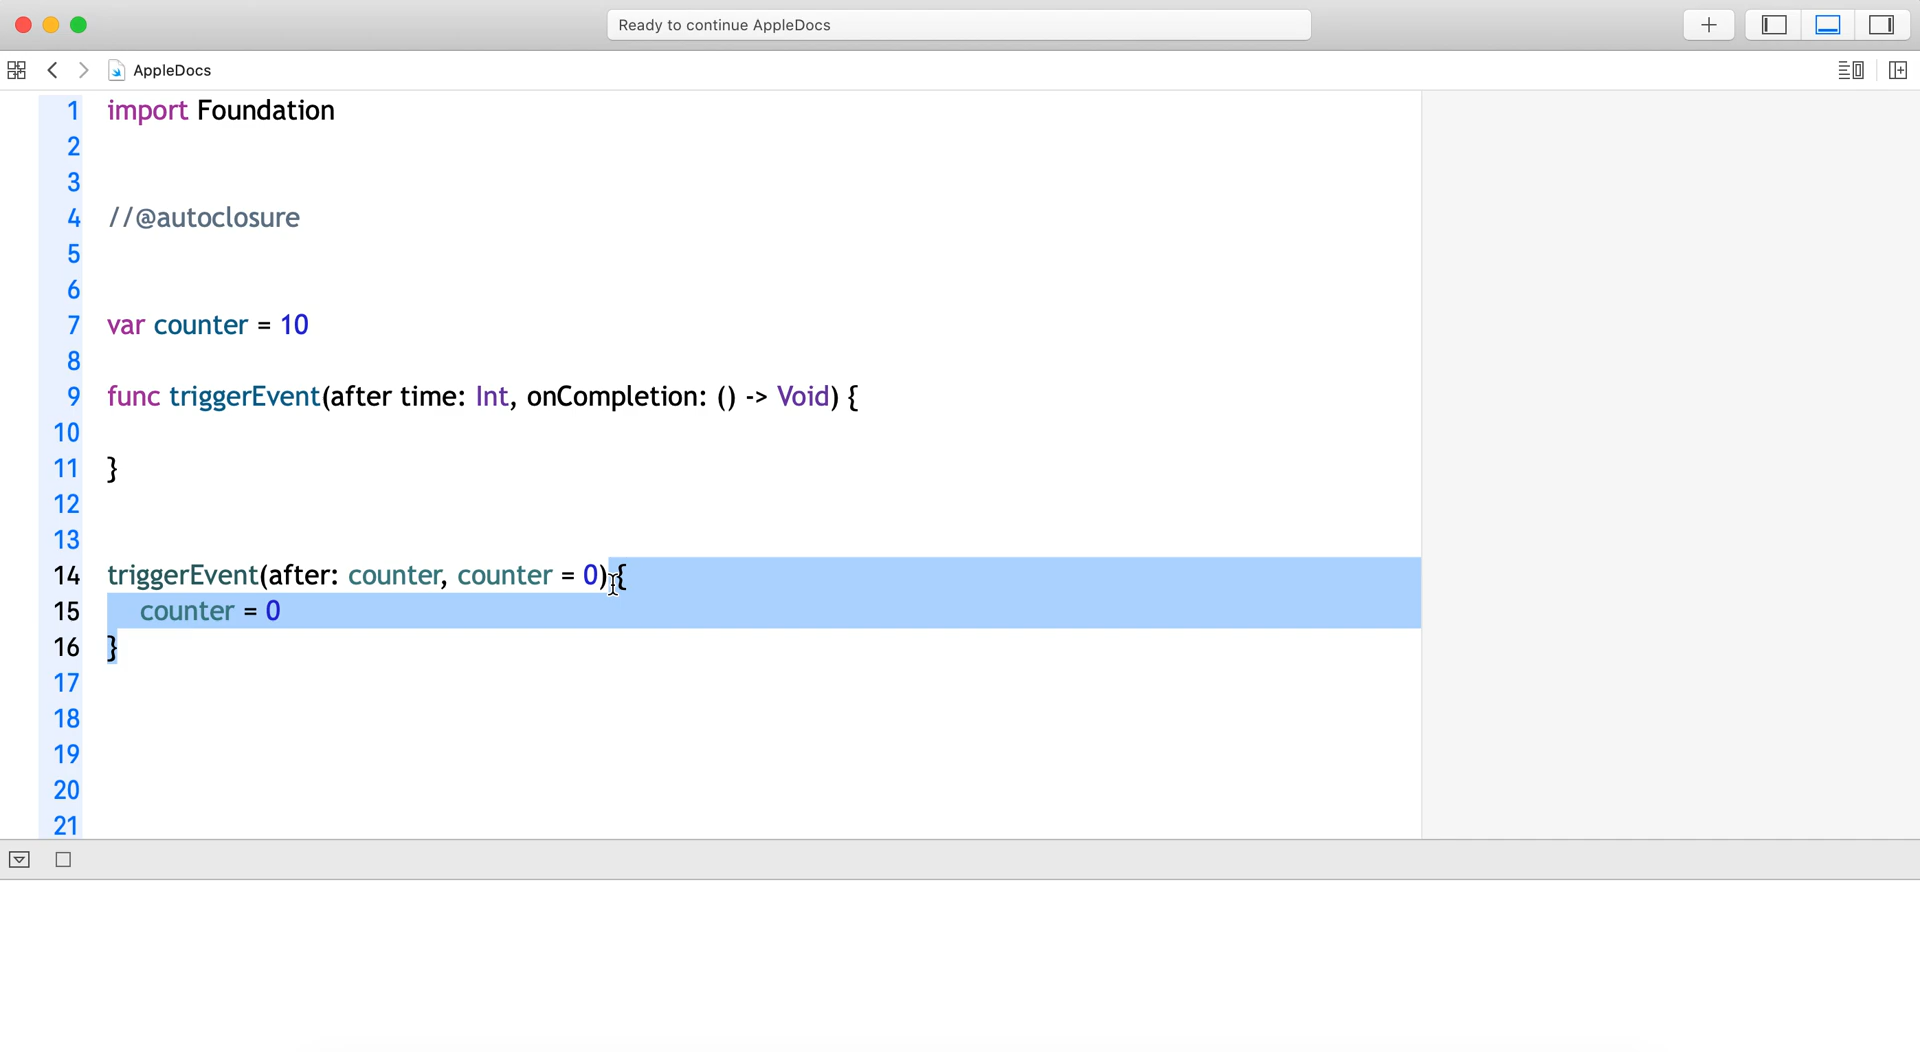 Ready to continue AppleDocs
AppleDocs
1 import Foundation
2
3
4 //@autoclosure
5
6
7 var counter = 10
8
9 func triggerEvent(after time: Int, onCompletion: () -> Void) {
10
11 }
12
13
14 triggerEvent(after: counter, counter = 0) {
15 counter = 0
16 }
17
18
19
20
21